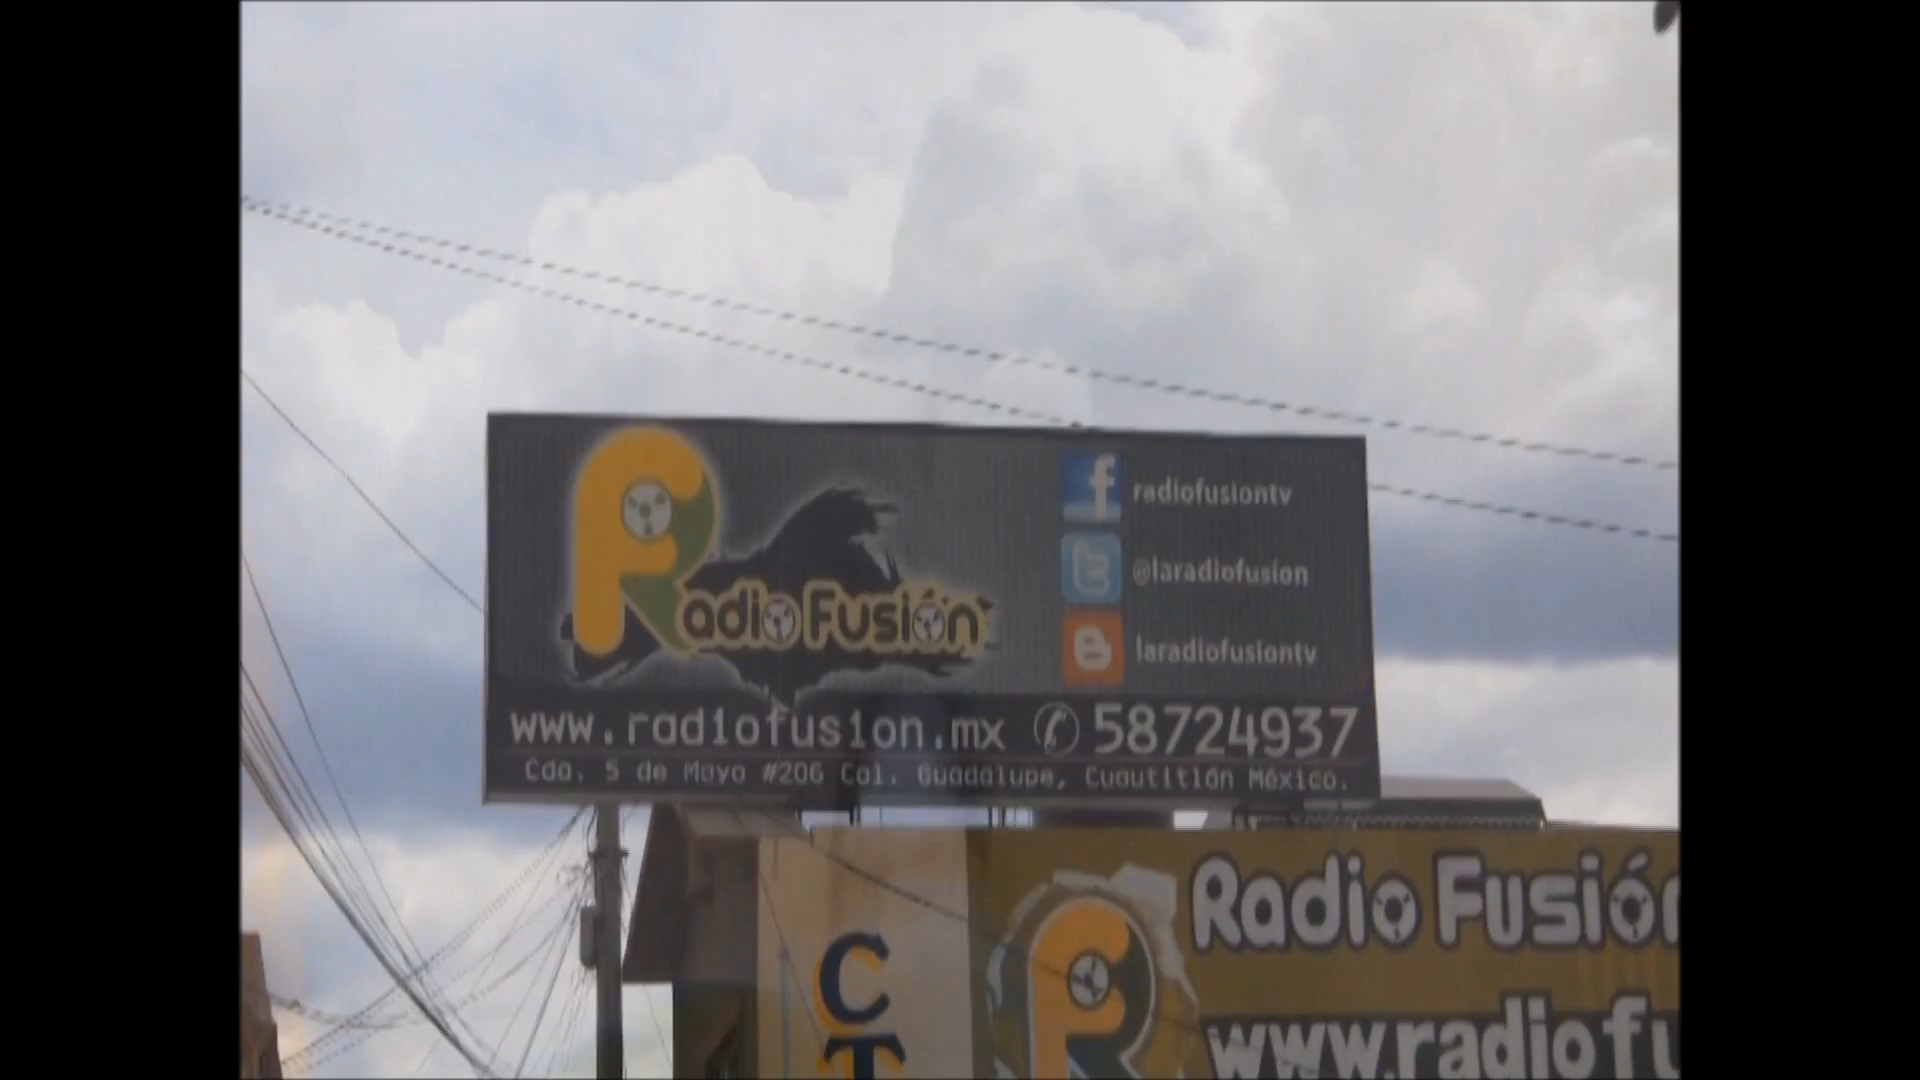 Radio Fusión
radiofusiontv
@laradiofusion
laradiofusiontv
www.radiofusion.mx 58724937
Cda. 5 de Mayo #206 Col. Guadalupe, Cuautitlán México.
Radio Fusión
www.radiofu
C
T